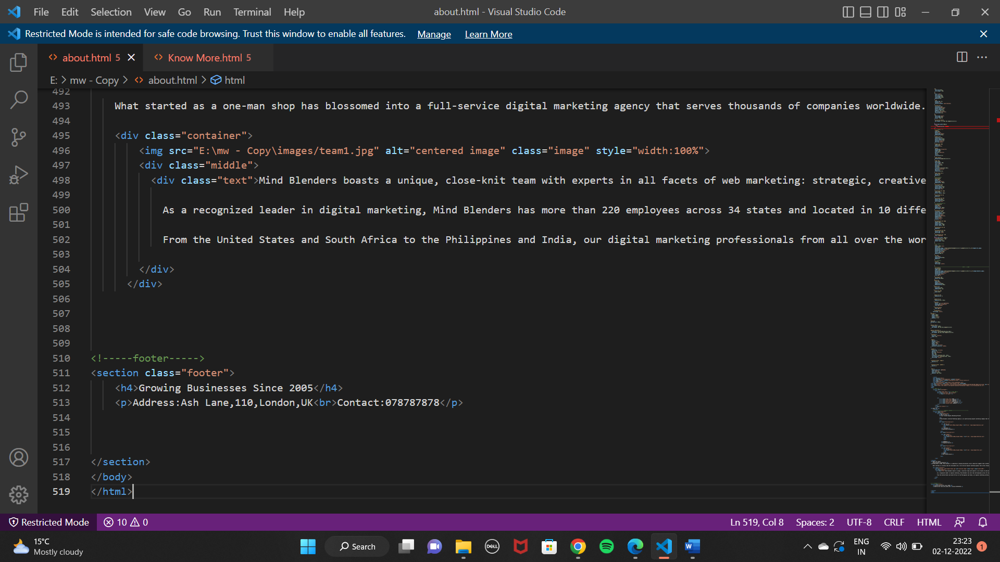 File Edit Selection View Go Run Terminal Help about.html - Visual Studio Code
Restricted Mode is intended for safe code browsing. Trust this window to enable all features. Manage Learn More
about.html 5 Know More.html 5
E: > mw - Copy > about.html > html
492
493 What started as a one-man shop has blossomed into a full-service digital marketing agency that serves thousands of companies worldwide.
494
495 <div class="container">
496 <img src="E:\mw - Copy\images/team1.jpg" alt="centered image" class="image" style="width:100%">
497 <div class="middle">
498 <div class="text">Mind Blenders boasts a unique, close-knit team with experts in all facets of web marketing: strategic, creative
499
500 As a recognized leader in digital marketing, Mind Blenders has more than 220 employees across 34 states and located in 10 diffe
501
502 From the United States and South Africa to the Philippines and India, our digital marketing professionals from all over the wor
503
504 </div>
505 </div>
506
507
508
509
510 <!-----footer----->
511 <section class="footer">
512 <h4>Growing Businesses Since 2005</h4>
513 <p>Address:Ash Lane,110,London,UK<br>Contact:078787878</p>
514
515
516
517 </section>
518 </body>
519 </html>
Restricted Mode 10 0 Ln 519, Col 8 Spaces: 2 UTF-8 CRLF HTML
15°C
Mostly cloudy
Search
DELL
W
ENG
IN
23:23
02-12-2022
1